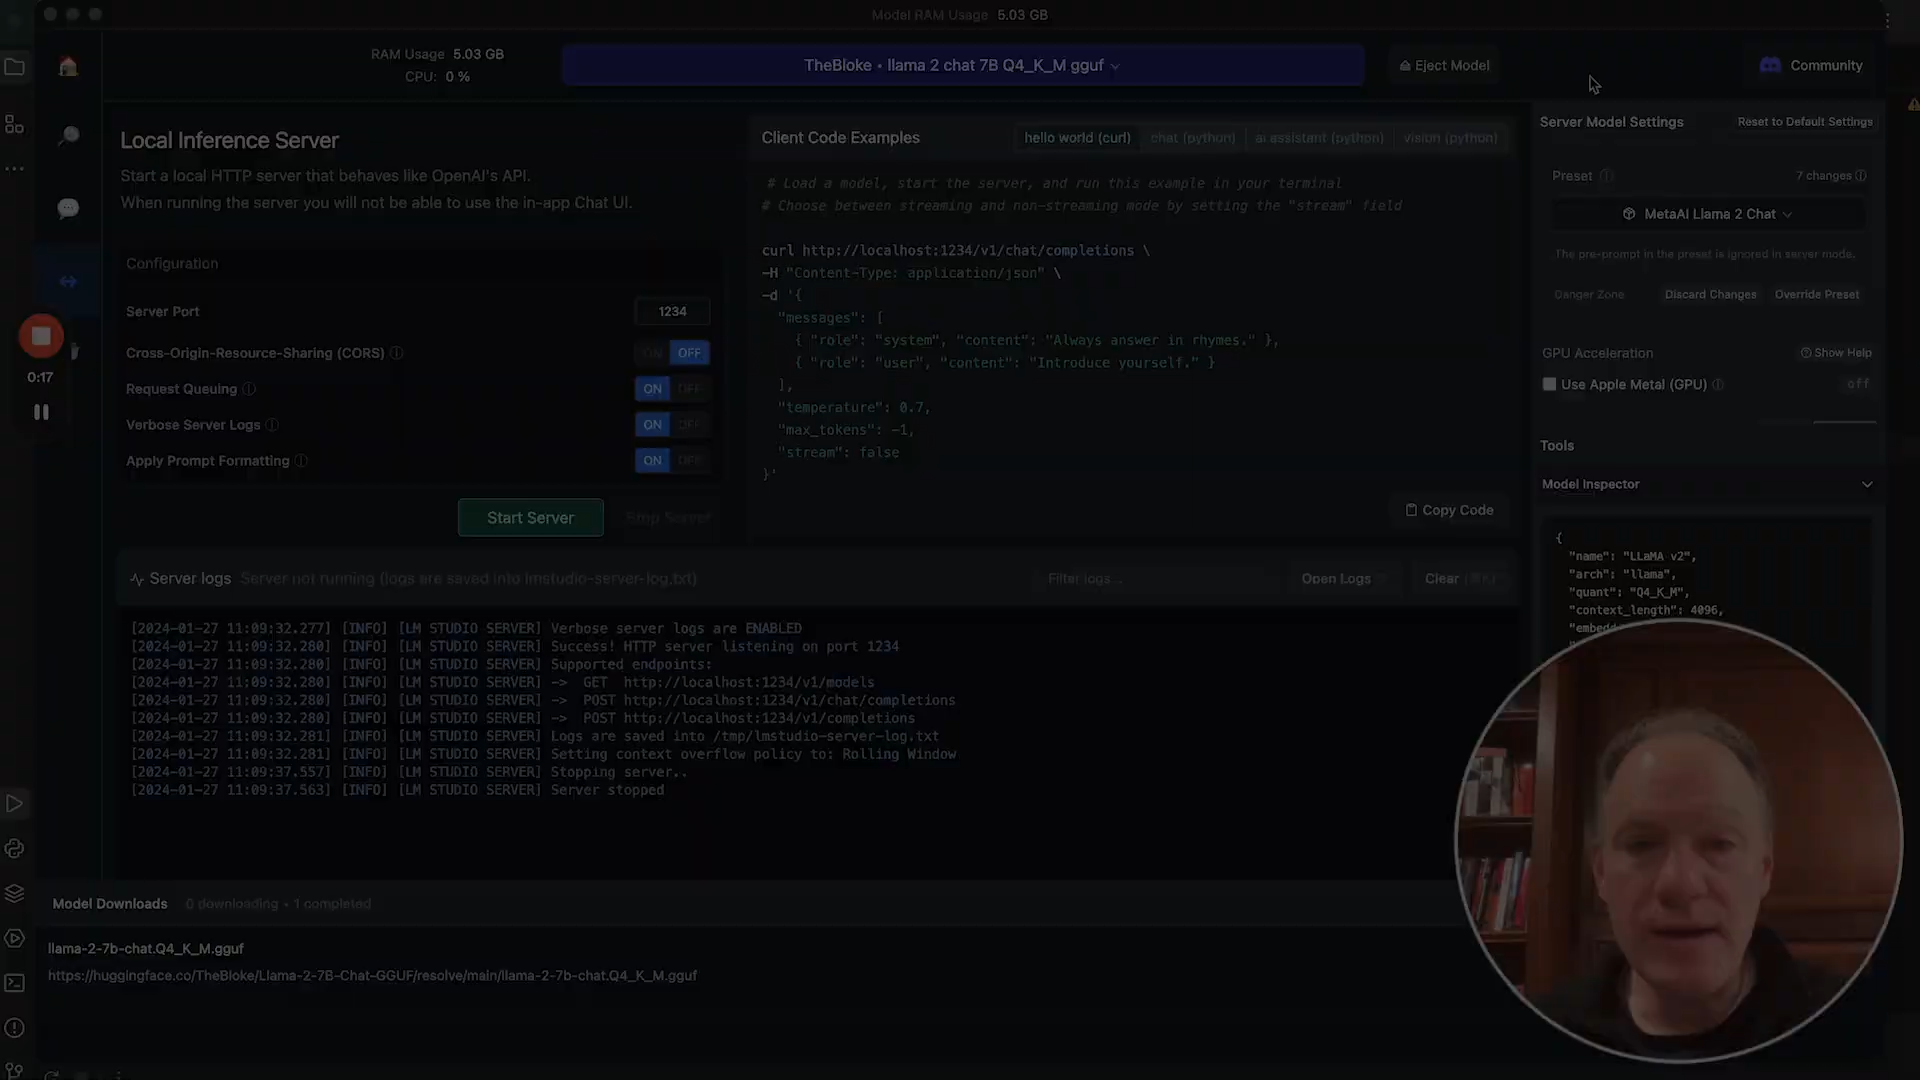 Model RAM Usage 5.03 GB
RAM Usage 5.03 GB
CPU: 0 %
TheBloke • llama 2 chat 7B Q4_K_M gguf
Eject Model
Community
Local Inference Server
Start a local HTTP server that behaves like OpenAI's API.
When running the server you will not be able to use the in-app Chat UI.
Configuration
Server Port 1234
Cross-Origin-Resource-Sharing (CORS) ON OFF
Request Queuing ON OFF
Verbose Server Logs ON OFF
Apply Prompt Formatting ON OFF
Start Server Stop Server
0:17
Client Code Examples hello world (curl) chat (python) ai assistant (python) vision (python)
# Load a model, start the server, and run this example in your terminal
# Choose between streaming and non-streaming mode by setting the "stream" field
curl http://localhost:1234/v1/chat/completions \
-H "Content-Type: application/json" \
-d '{
"messages": [
{ "role": "system", "content": "Always answer in rhymes." },
{ "role": "user", "content": "Introduce yourself." }
],
"temperature": 0.7,
"max_tokens": -1,
"stream": false
}'
Copy Code
Server Model Settings Reset to Default Settings
Preset 7 changes
MetaAI Llama 2 Chat
The pre-prompt in the preset is ignored in server mode.
Danger Zone Discard Changes Override Preset
GPU Acceleration Show Help
Use Apple Metal (GPU) off
Tools
Model Inspector
{
"name": "LLaMA v2",
"arch": "llama",
"quant": "Q4_K_M",
"context_length": 4096,
Server logs Server not running (logs are saved into lmstudio-server-log.txt) Filter logs... Open Logs Clear
[2024-01-27 11:09:32.277] [INFO] [LM STUDIO SERVER] Verbose server logs are ENABLED
[2024-01-27 11:09:32.280] [INFO] [LM STUDIO SERVER] Success! HTTP server listening on port 1234
[2024-01-27 11:09:32.280] [INFO] [LM STUDIO SERVER] Supported endpoints:
[2024-01-27 11:09:32.280] [INFO] [LM STUDIO SERVER] -> GET http://localhost:1234/v1/models
[2024-01-27 11:09:32.280] [INFO] [LM STUDIO SERVER] -> POST http://localhost:1234/v1/chat/completions
[2024-01-27 11:09:32.280] [INFO] [LM STUDIO SERVER] -> POST http://localhost:1234/v1/completions
[2024-01-27 11:09:32.281] [INFO] [LM STUDIO SERVER] Logs are saved into /tmp/lmstudio-server-log.txt
[2024-01-27 11:09:32.281] [INFO] [LM STUDIO SERVER] Setting context overflow policy to: Rolling Window
[2024-01-27 11:09:37.557] [INFO] [LM STUDIO SERVER] Stopping server..
[2024-01-27 11:09:37.563] [INFO] [LM STUDIO SERVER] Server stopped
Model Downloads 0 downloading • 1 completed
llama-2-7b-chat.Q4_K_M.gguf
https://huggingface.co/TheBloke/Llama-2-7B-Chat-GGUF/resolve/main/llama-2-7b-chat.Q4_K_M.gguf